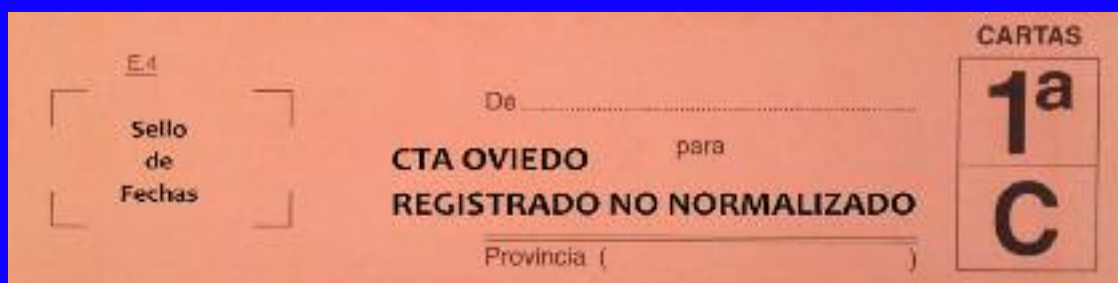 E.4
Sello
de
Fechas
De
para
CTA OVIEDO
REGISTRADO NO NORMALIZADO
Provincia ( )
CARTAS
1ª
C